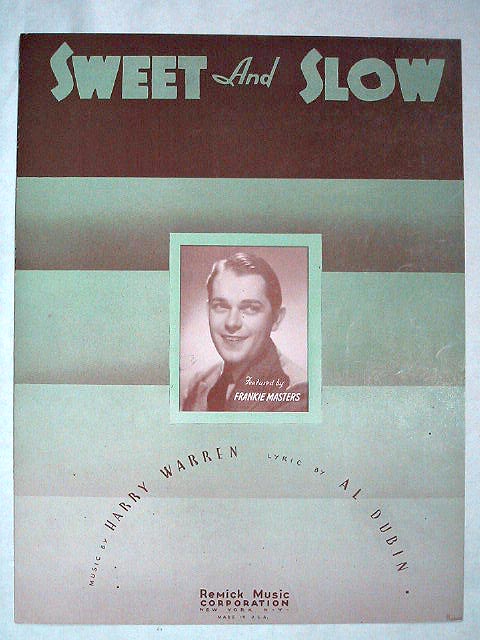 SWEET And SLOW
Featured by
FRANKIE MASTERS
MUSIC BY HARRY WARREN
LYRIC BY AL DUBIN
Remick Music
CORPORATION
NEW YORK N·Y·
MADE IN U.S.A.